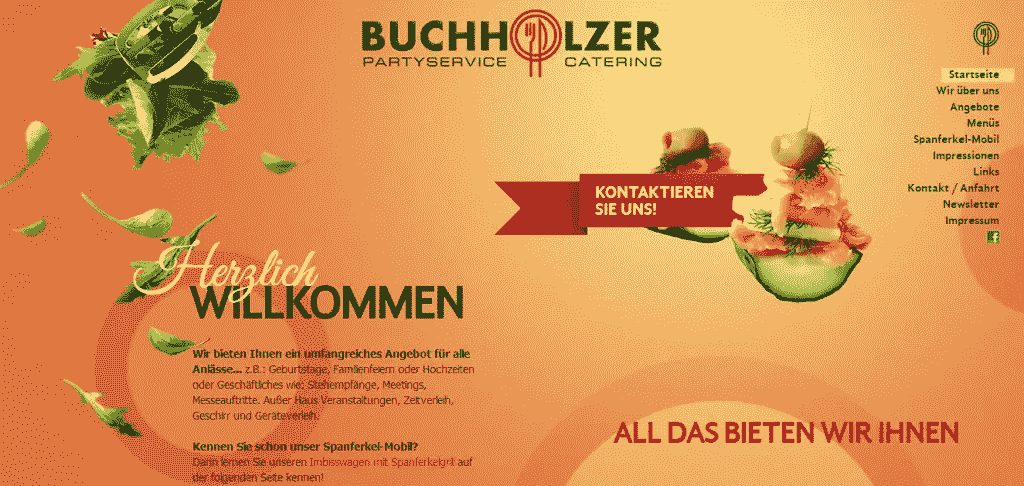 BUCHHOLZER
PARTYSERVICE CATERING
Startseite
Wir über uns
Angebote
Menüs
Spanferkel-Mobil
Impressionen
Links
Kontakt / Anfahrt
Newsletter
Impressum
KONTAKTIEREN
SIE UNS!
Herzlich
WILLKOMMEN
Wir bieten Ihnen ein umfangreiches Angebot für alle
Anlässe... z.B.: Geburtstage, Familienfeiern oder Hochzeiten
oder Geschäftliches wie: Stehempfänge, Meetings,
Messeauftritte. Außer Haus Veranstaltungen, Zeltverleih,
Geschirr und Geräteverleih.
Kennen Sie schon unser Spanferkel-Mobil?
Dann lernen Sie unseren Imbisswagen mit Spanferkelgrill auf
der folgenden Seite kennen!
ALL DAS BIETEN WIR IHNEN